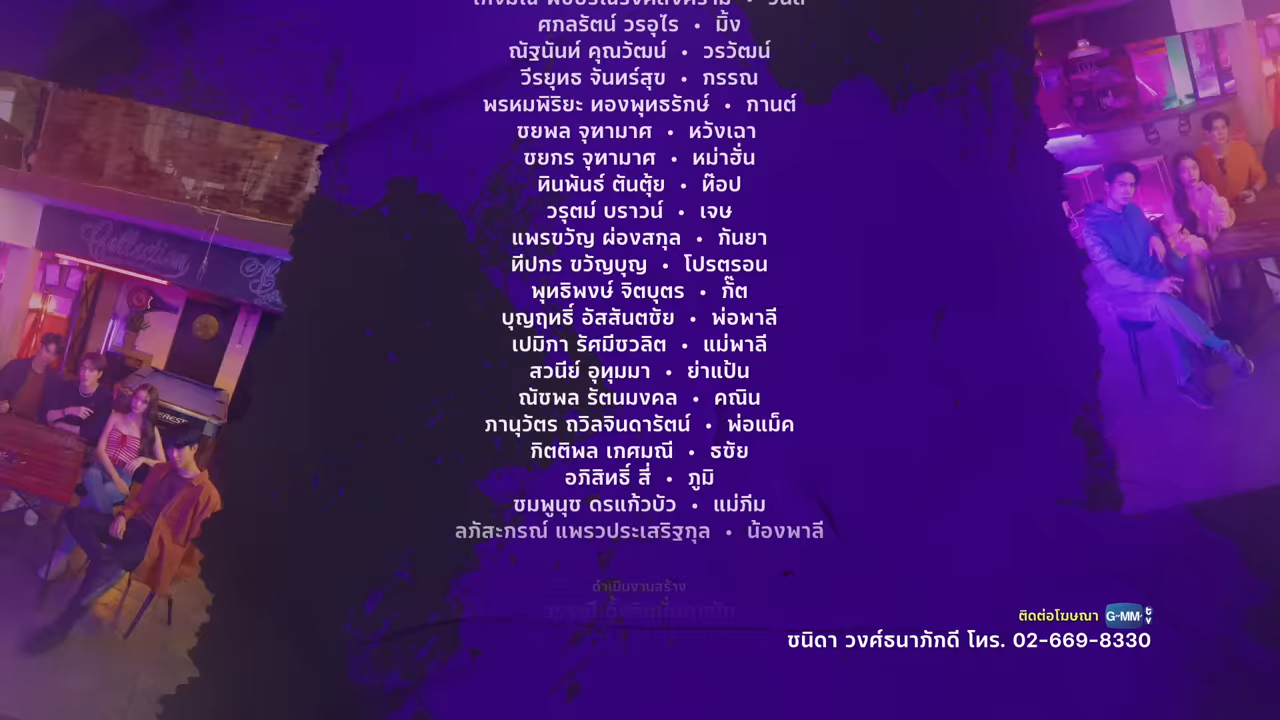 ศกลรัตน์ วรอุไร • มิ้ง
ณัฐนันท์ คุณวัฒน์ • วรวัฒน์
วีรยุทธ จันทร์สุข • กรรณ
พรหมพิริยะ ทองพุทธรักษ์ • กานต์
ชยพล จุฑามาศ • หวังเฉา
ชยกร จุฑามาศ • หม่าฮั่น
ทินพันธ์ ตันตุ้ย • ท๊อป
วรุตม์ บราวน์ • เจษ
แพรขวัญ ผ่องสกุล • กันยา
ทีปกร ขวัญบุญ • โปรตรอน
พุทธิพงษ์ จิตบุตร • กั๊ต
บุญฤทธิ์ อัสสันตชัย • พ่อพาลี
เปมิกา รัศมีชวลิต • แม่พาลี
สวนีย์ อุทุมมา • ย่าแป้น
ณัชพล รัตนมงคล • คณิน
ภานุวัตร ถวิลจินดารัตน์ • พ่อแม็ค
กิตติพล เกศมณี • ธชัย
อภิสิทธิ์ สี่ • ภูมิ
ชมพูนุช ดรแก้วบัว • แม่ภีม
ลภัสะกรณ์ แพรวประเสริฐกุล • น้องพาลี
ดำเนินงานสร้าง
ติดต่อโฆษณา GMM tv
ชนิดา วงศ์ธนาภักดี โทร. 02-669-8330